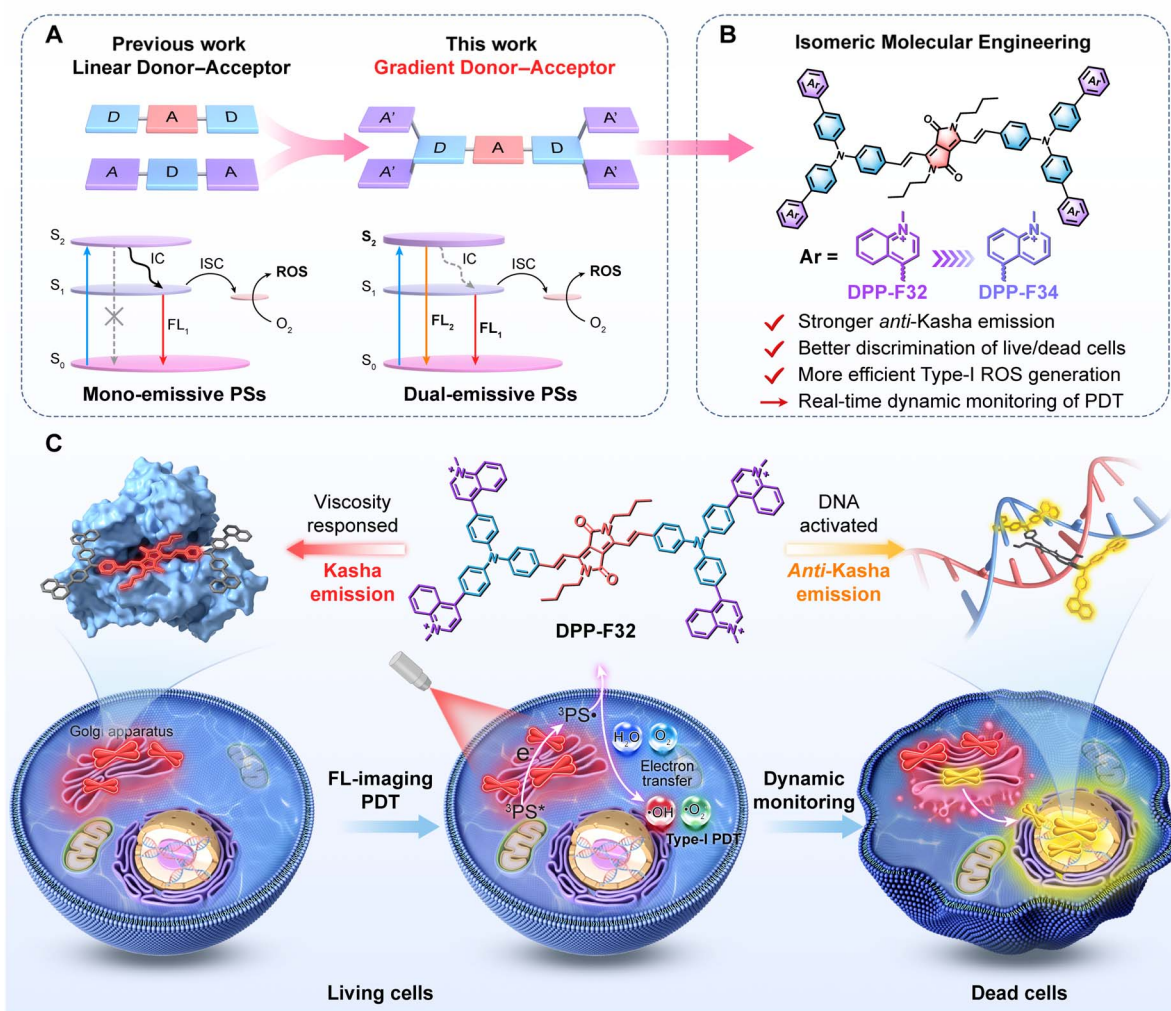 A
Previous work
Linear Donor–Acceptor
D A D
A D A
This work
Gradient Donor–Acceptor
A' A'
D A D
A' A'
S2
IC
ISC
ROS
S1
FL1
O2
S0
Mono-emissive PSs
S2
IC
ISC
ROS
S1
FL2
FL1
O2
S0
Dual-emissive PSs
B
Isomeric Molecular Engineering
Ar
Ar
O
N
N
N
N
O
Ar
Ar
Ar =
N+
N+
DPP-F32
DPP-F34
Stronger anti-Kasha emission
Better discrimination of live/dead cells
More efficient Type-I ROS generation
Real-time dynamic monitoring of PDT
C
Viscosity
responsed
Kasha
emission
N+
N+
O
N
N
N
N
O
N+
N+
DPP-F32
DNA
activated
Anti-Kasha
emission
Golgi apparatus
FL-imaging
PDT
3PS•
e-
3PS*
H2O
O2
Electron
transfer
•OH
•O2-
Type-I PDT
Dynamic
monitoring
Living cells
Dead cells